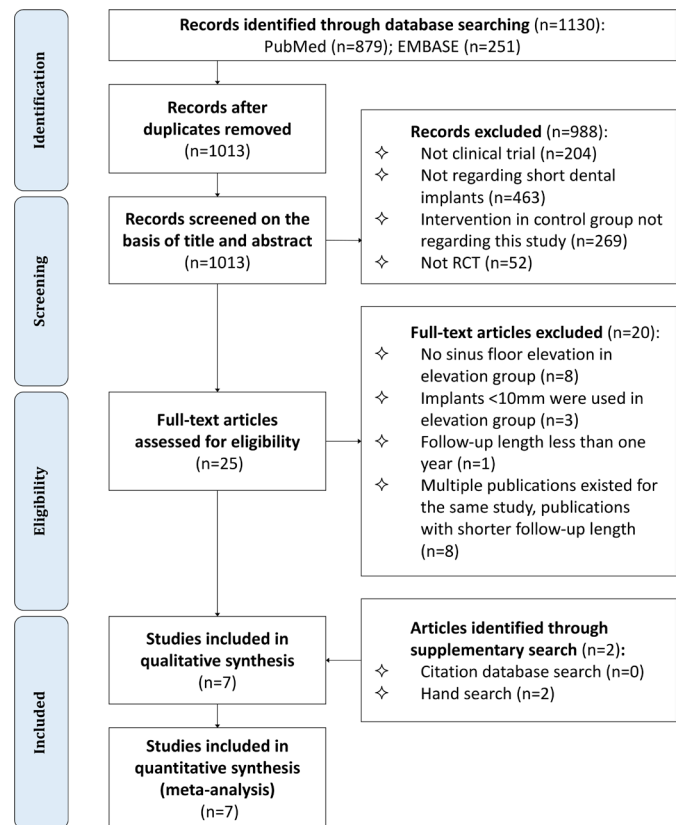 Identification
Records identified through database searching (n=1130):
PubMed (n=879); EMBASE (n=251)
Records after
duplicates removed
(n=1013)
Screening
Records screened on the
basis of title and abstract
(n=1013)
Records excluded (n=988):
✧ Not clinical trial (n=204)
✧ Not regarding short dental
implants (n=463)
✧ Intervention in control group not
regarding this study (n=269)
✧ Not RCT (n=52)
Eligibility
Full-text articles
assessed for eligibility
(n=25)
Full-text articles excluded (n=20):
✧ No sinus floor elevation in
elevation group (n=8)
✧ Implants <10mm were used in
elevation group (n=3)
✧ Follow-up length less than one
year (n=1)
✧ Multiple publications existed for
the same study, publications
with shorter follow-up length
(n=8)
Included
Studies included in
qualitative synthesis
(n=7)
Articles identified through
supplementary search (n=2):
✧ Citation database search (n=0)
✧ Hand search (n=2)
Studies included in
quantitative synthesis
(meta-analysis)
(n=7)